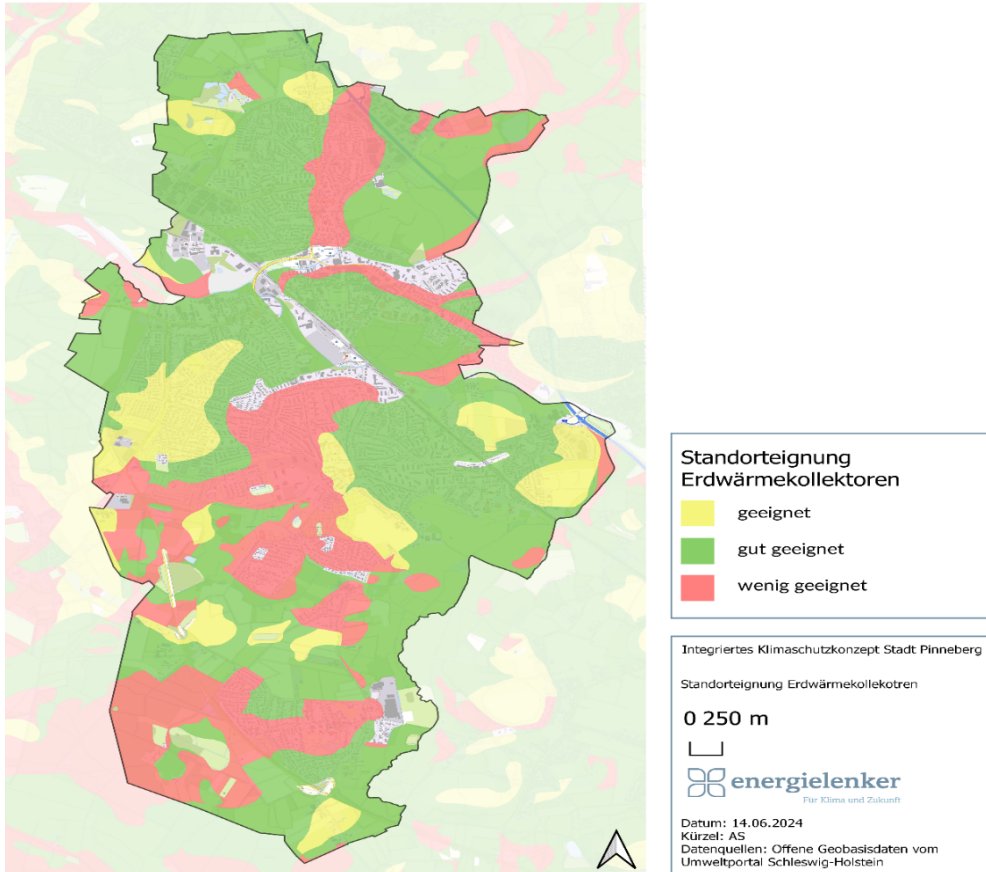 Standorteignung
Erdwärmekollektoren
geeignet
gut geeignet
wenig geeignet
Integriertes Klimaschutzkonzept Stadt Pinneberg
Standorteignung Erdwärmekollekotren
0 250 m
energielenker
Für Klima und Zukunft
Datum: 14.06.2024
Kürzel: AS
Datenquellen: Offene Geobasisdaten vom
Umweltportal Schleswig-Holstein